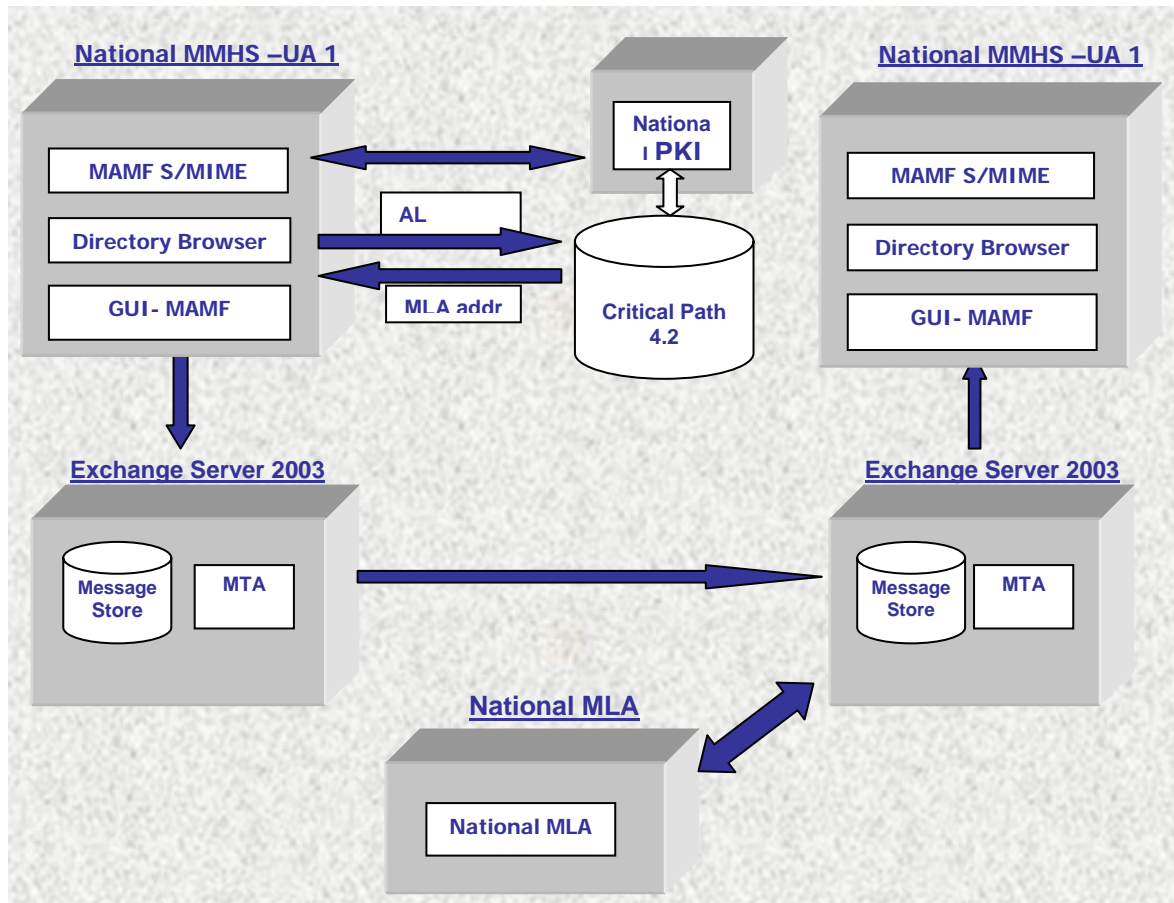 National MMHS –UA 1
National MMHS –UA 1
Nationa
l PKI
MAMF S/MIME
Directory Browser
GUI- MAMF
AL
MLA addr
Critical Path
4.2
MAMF S/MIME
Directory Browser
GUI- MAMF
Exchange Server 2003
Message
Store
MTA
Exchange Server 2003
Message
Store
MTA
National MLA
National MLA